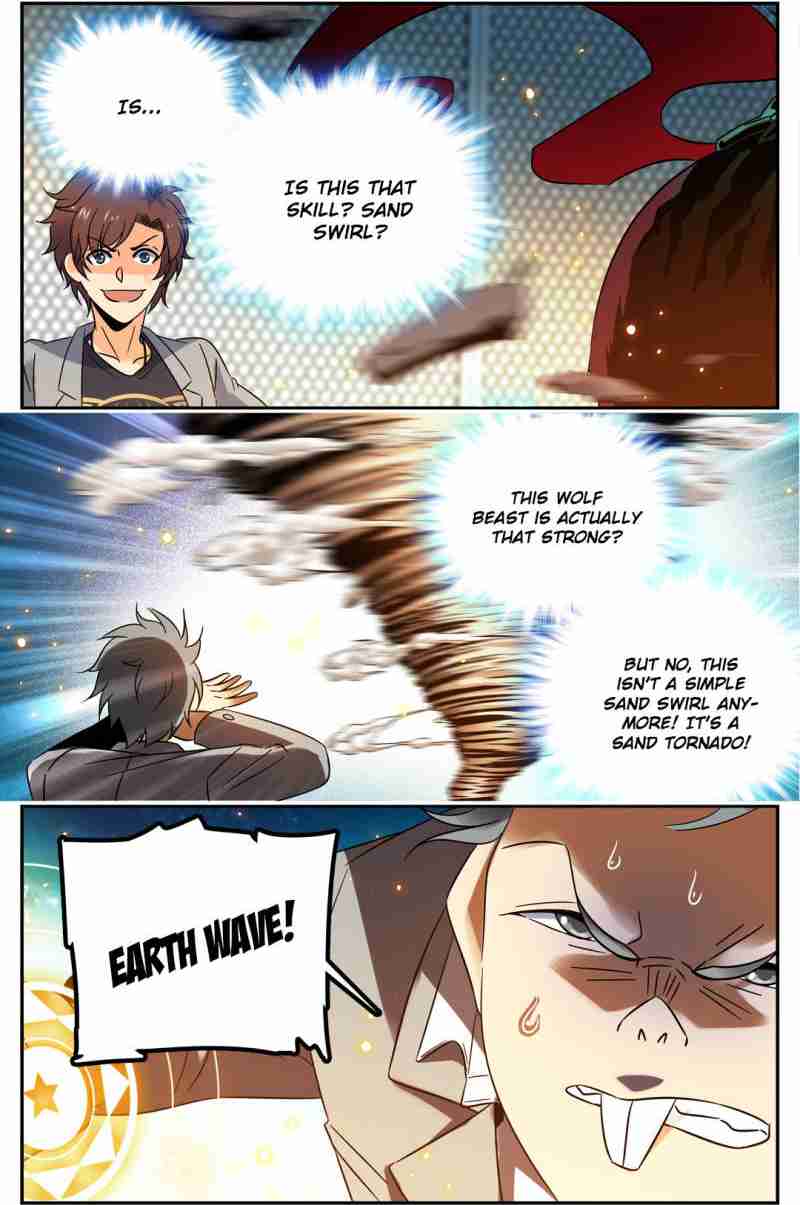 IS...
IS THIS THAT
SKILL? SAND
SWIRL?
THIS WOLF
BEAST IS ACTUALLY
THAT STRONG?
BUT NO, THIS
ISN'T A SIMPLE
SAND SWIRL ANY-
MORE! IT'S A
SAND TORNADO!
EARTH WAVE!